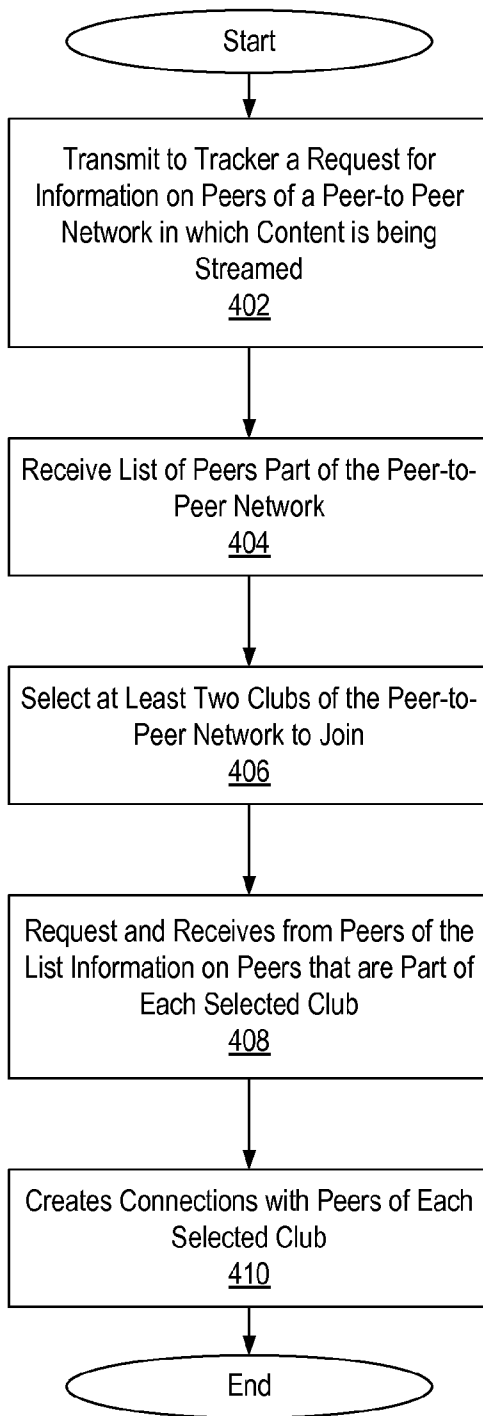 Start
Transmit to Tracker a Request for
Information on Peers of a Peer-to Peer
Network in which Content is being
Streamed
402
Receive List of Peers Part of the Peer-to-
Peer Network
404
Select at Least Two Clubs of the Peer-to-
Peer Network to Join
406
Request and Receives from Peers of the
List Information on Peers that are Part of
Each Selected Club
408
Creates Connections with Peers of Each
Selected Club
410
End